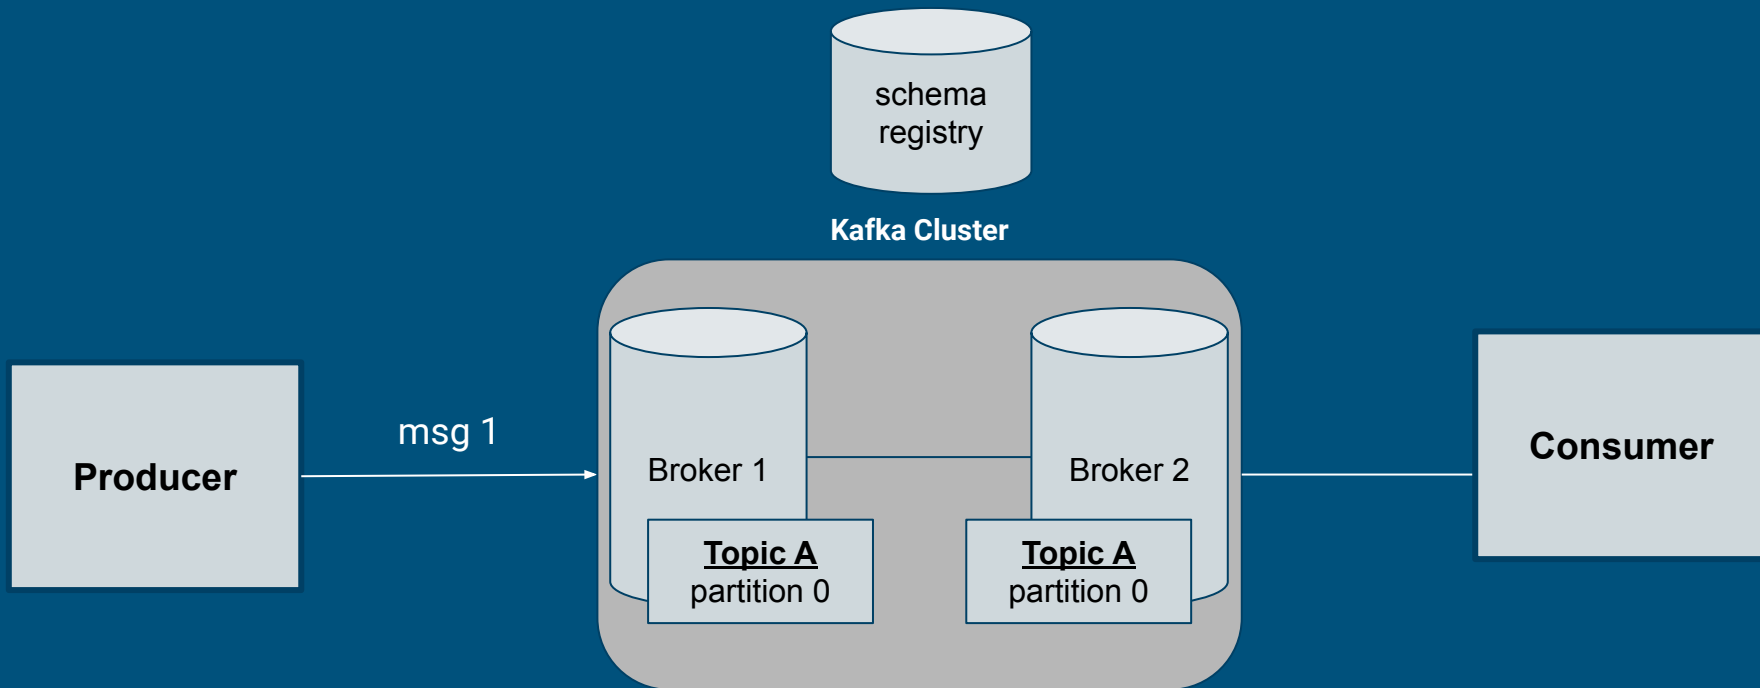 schema
registry
Kafka Cluster
msg 1
Producer
Broker 1
Broker 2
Consumer
Topic A
partition 0
Topic A
partition 0